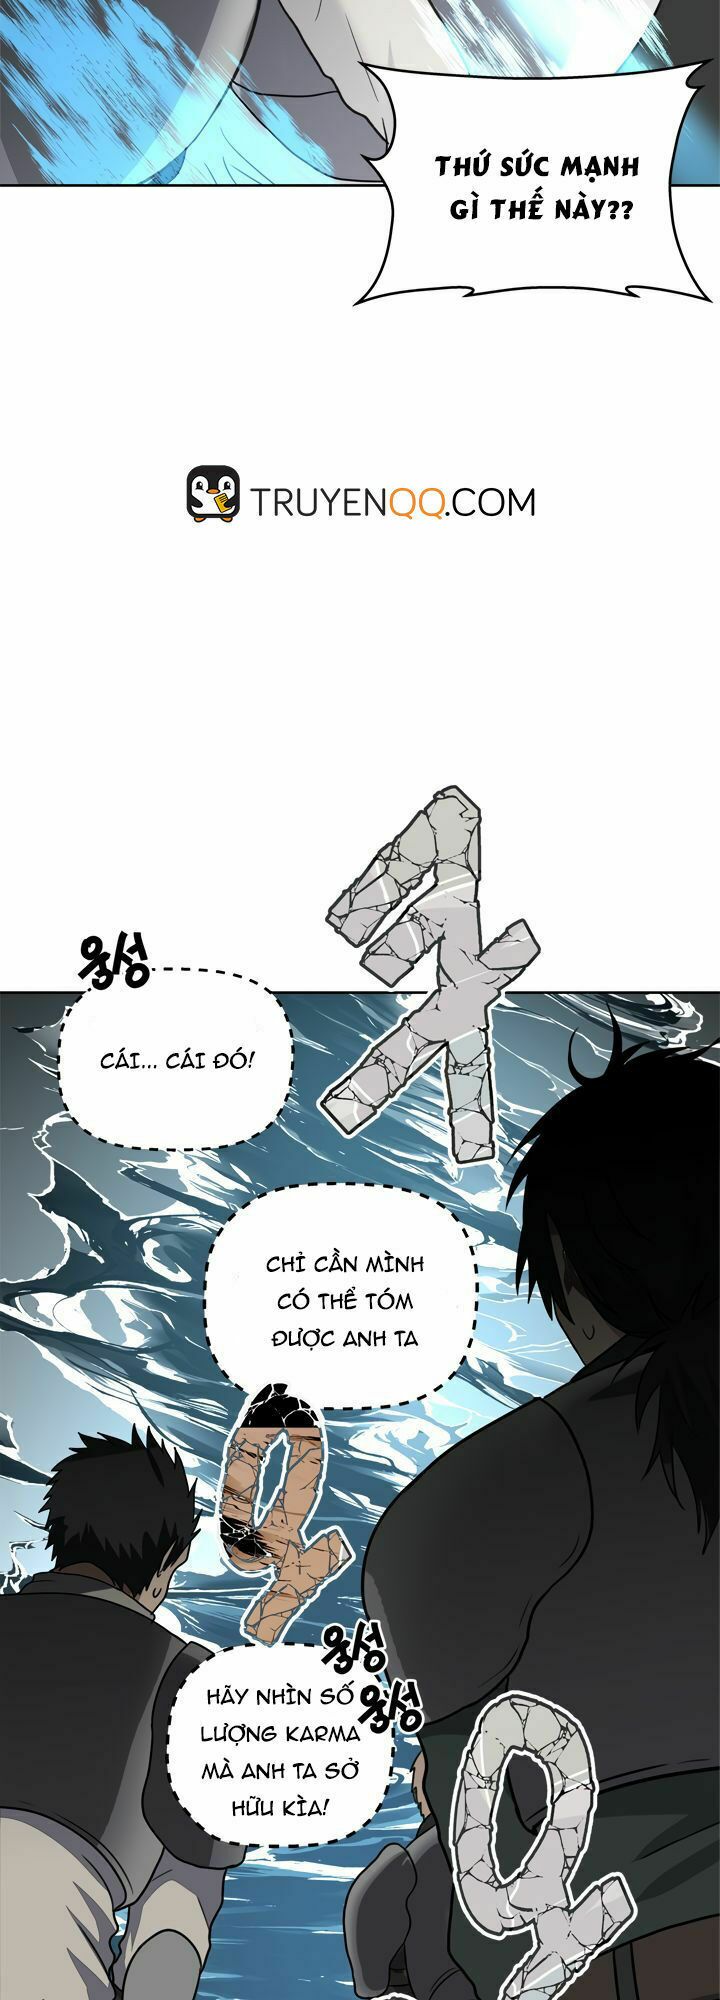 THỨ SỨC MẠNH
GÌ THẾ NÀY??
TRUYENQQ.COM
웅성
CÁI... CÁI ĐÓ!
CHỈ CẦN MÌNH
CÓ THỂ TÓM
ĐƯỢC ANH TA
웅성
웅성
HÃY NHÌN SỐ
LƯỢNG KARMA
MÀ ANH TA SỞ
HỮU KÌA!